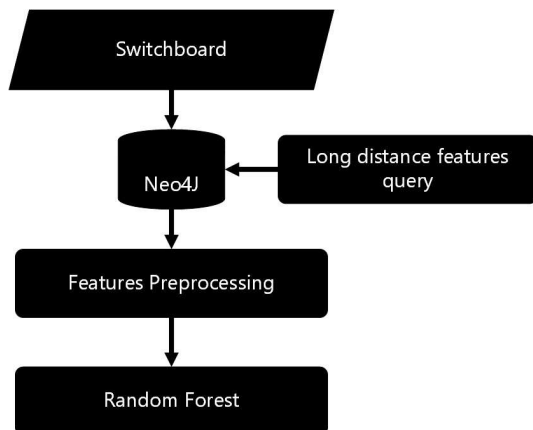 Switchboard
Neo4J
Long distance features
query
Features Preprocessing
Random Forest